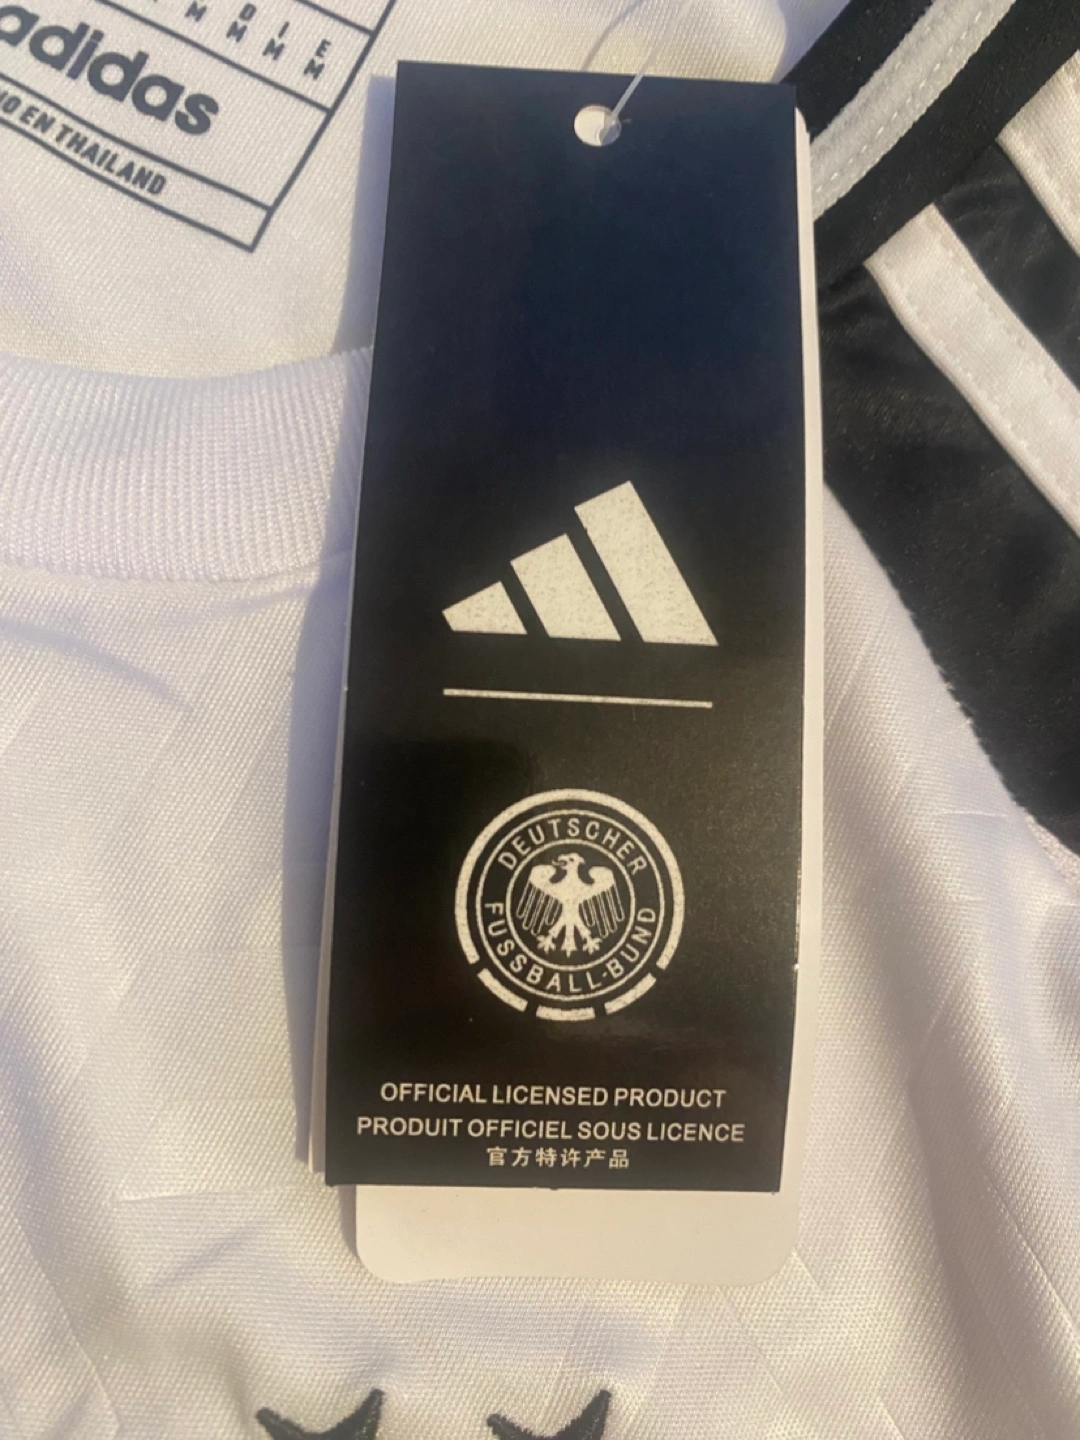 M D I E
M M M M
adidas
EN THAILAND
DEUTSCHER
FUSSBALL-BUND
OFFICIAL LICENSED PRODUCT
PRODUIT OFFICIEL SOUS LICENCE
官方特许产品